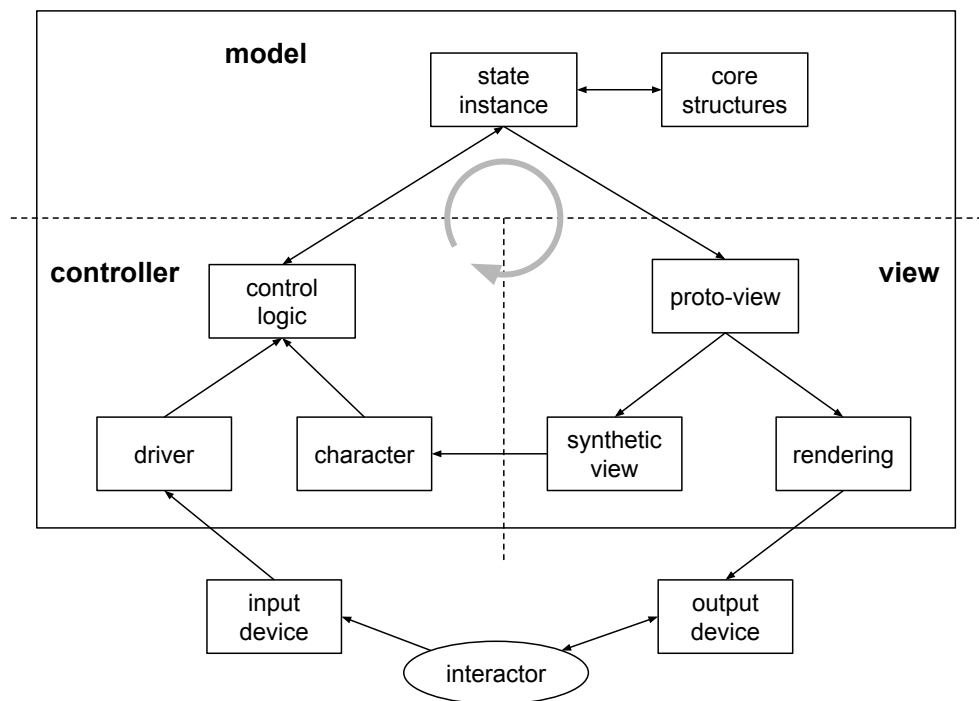 model
state
instance
core
structures
controller
view
control
logic
proto-view
driver
character
synthetic
view
rendering
input
device
output
device
interactor